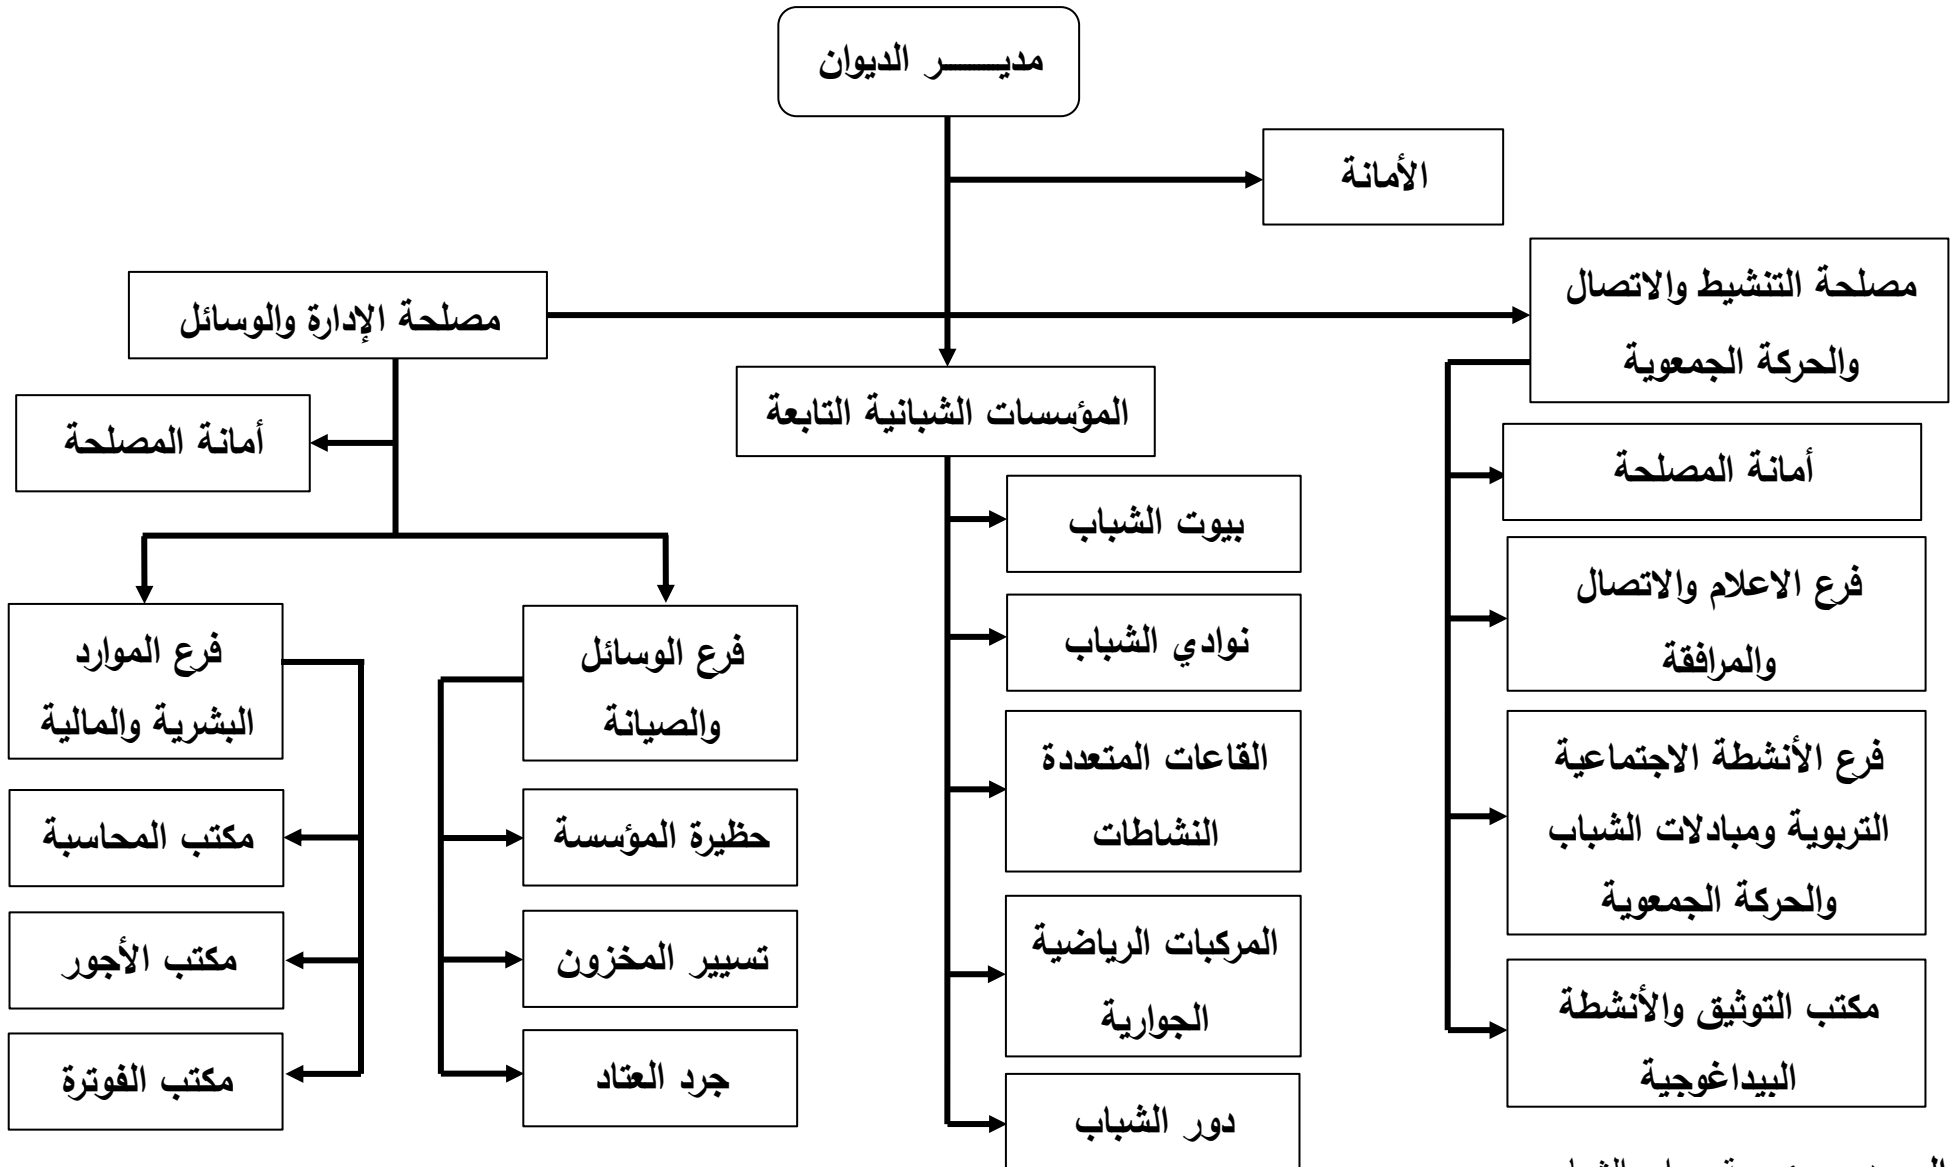 مديـــــــر الديوان
الأمانة
مصلحة التنشيط والاتصال
والحركة الجمعوية
مصلحة الإدارة والوسائل
المؤسسات الشبانية التابعة
أمانة المصلحة
فرع الاعلام والاتصال
والمرافقة
فرع الأنشطة الاجتماعية
التربوية ومبادلات الشباب
والحركة الجمعوية
مكتب التوثيق والأنشطة
البيداغوجية
بيوت الشباب
نوادي الشباب
القاعات المتعددة
النشاطات
المركبات الرياضية
الجوارية
دور الشباب
أمانة المصلحة
فرع الوسائل
والصيانة
حظيرة المؤسسة
تسيير المخزون
جرد العتاد
فرع الموارد
البشرية والمالية
مكتب المحاسبة
مكتب الأجور
مكتب الفوترة